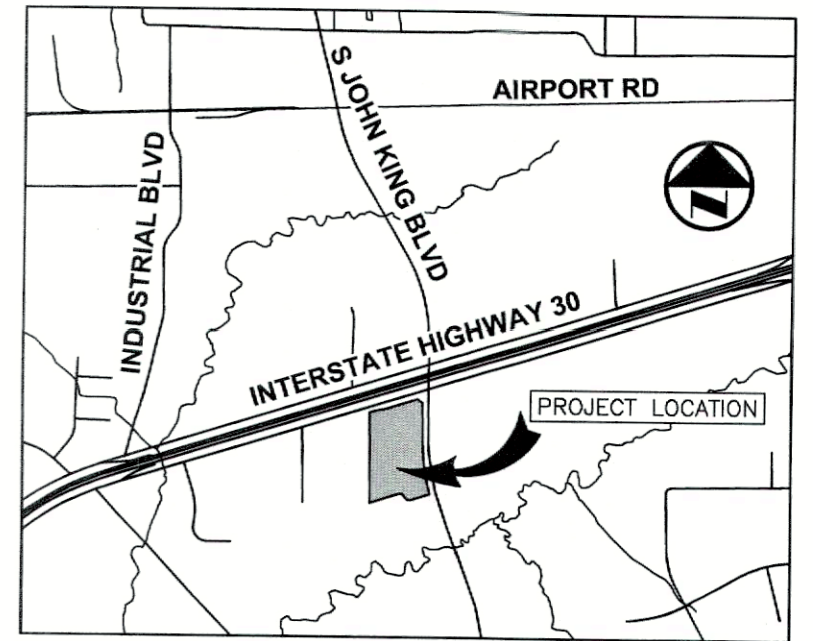 AIRPORT RD
S JOHN KING BLVD
INDUSTRIAL BLVD
N
INTERSTATE HIGHWAY 30
PROJECT LOCATION